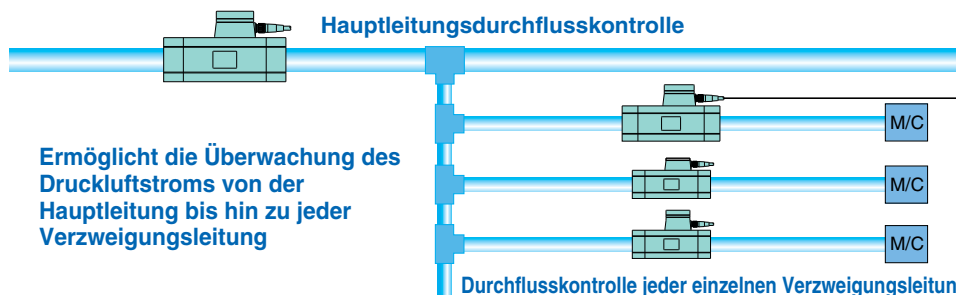 Hauptleitungsdurchflusskontrolle
M/C
Ermöglicht die Überwachung des
Druckluftstroms von der
Hauptleitung bis hin zu jeder
Verzweigungsleitung
M/C
M/C
Durchflusskontrolle jeder einzelnen Verzweigungsleitun